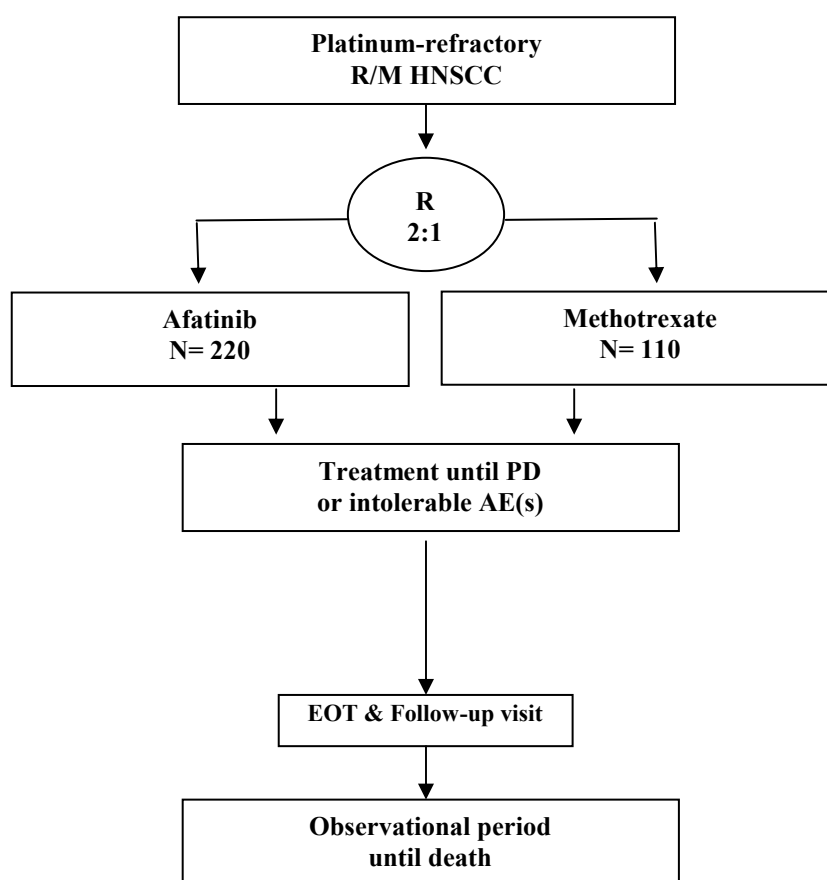 Platinum-refractory
R/M HNSCC
R
2:1
Afatinib
N= 220
Methotrexate
N= 110
Treatment until PD
or intolerable AE(s)
EOT & Follow-up visit
Observational period
until death